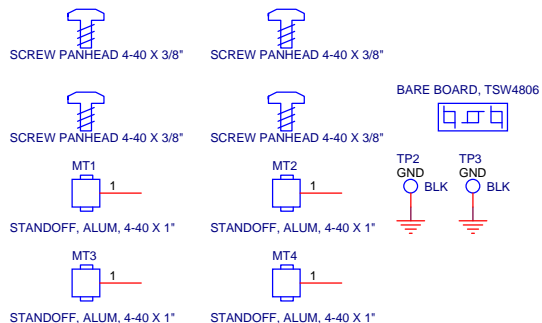 SCREW PANHEAD 4-40 X 3/8"
SCREW PANHEAD 4-40 X 3/8"
BARE BOARD, TSW4806
SCREW PANHEAD 4-40 X 3/8"
SCREW PANHEAD 4-40 X 3/8"
MT1
1
STANDOFF, ALUM, 4-40 X 1"
MT2
1
STANDOFF, ALUM, 4-40 X 1"
TP2
GND
BLK
TP3
GND
BLK
MT3
1
STANDOFF, ALUM, 4-40 X 1"
MT4
1
STANDOFF, ALUM, 4-40 X 1"